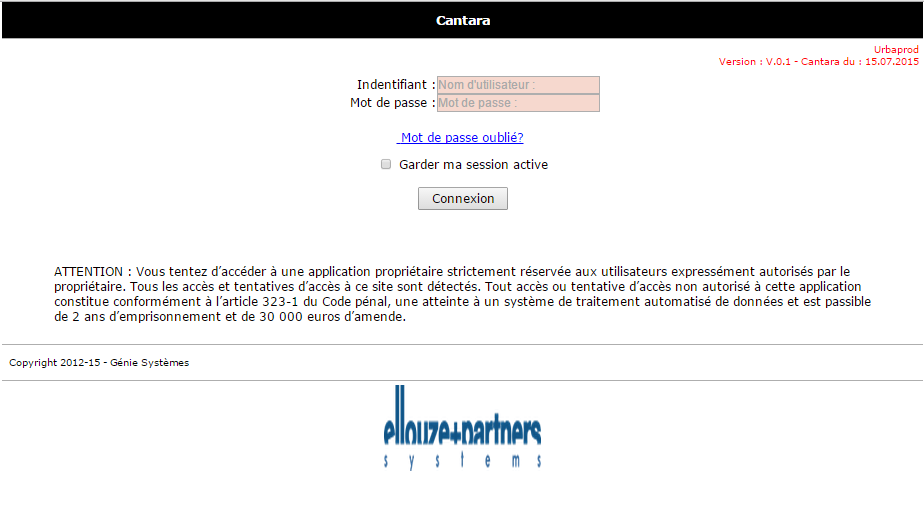 Cantara
Urbaprod
Version : V.0.1 - Cantara du : 15.07.2015
Indentifiant : Nom d'utilisateur :
Mot de passe : Mot de passe :
Mot de passe oublié?
Garder ma session active
Connexion
ATTENTION : Vous tentez d’accéder à une application propriétaire strictement réservée aux utilisateurs expressément autorisés par le
propriétaire. Tous les accès et tentatives d’accès à ce site sont détectés. Tout accès ou tentative d’accès non autorisé à cette application
constitue conformément à l’article 323-1 du Code pénal, une atteinte à un système de traitement automatisé de données et est passible
de 2 ans d’emprisonnement et de 30 000 euros d’amende.
Copyright 2012-15 - Génie Systèmes
ellouze+partners
systems